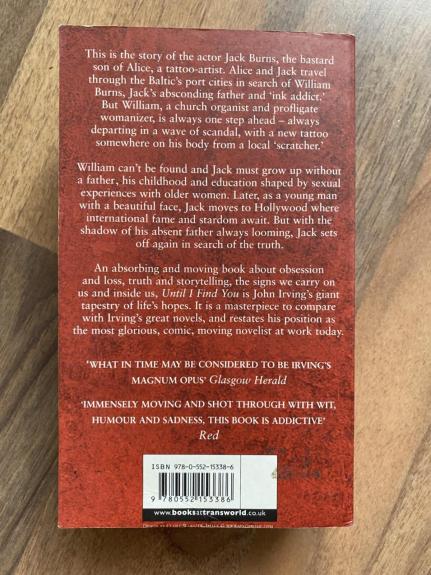 This is the story of the actor Jack Burns, the bastard
son of Alice, a tattoo-artist. Alice and Jack travel
through the Baltic's port cities in search of William
Burns, Jack's absconding father and 'ink addict.'
But William, a church organist and profligate
womanizer, is always one step ahead – always
departing in a wave of scandal, with a new tattoo
somewhere on his body from a local 'scratcher.'
William can't be found and Jack must grow up without
a father, his childhood and education shaped by sexual
experiences with older women. Later, as a young man
with a beautiful face, Jack moves to Hollywood where
international fame and stardom await. But with the
shadow of his absent father always looming, Jack sets
off again in search of the truth.
An absorbing and moving book about obsession
and loss, truth and storytelling, the signs we carry on
us and inside us, Until I Find You is John Irving's giant
tapestry of life's hopes. It is a masterpiece to compare
with Irving's great novels, and restates his position as
the most glorious, comic, moving novelist at work today.
'WHAT IN TIME MAY BE CONSIDERED TO BE IRVING'S
MAGNUM OPUS' Glasgow Herald
'IMMENSELY MOVING AND SHOT THROUGH WITH WIT,
HUMOUR AND SADNESS, THIS BOOK IS ADDICTIVE'
Red
ISBN 978-0-552-15338-6
9 780552 153386
www.booksattransworld.co.uk